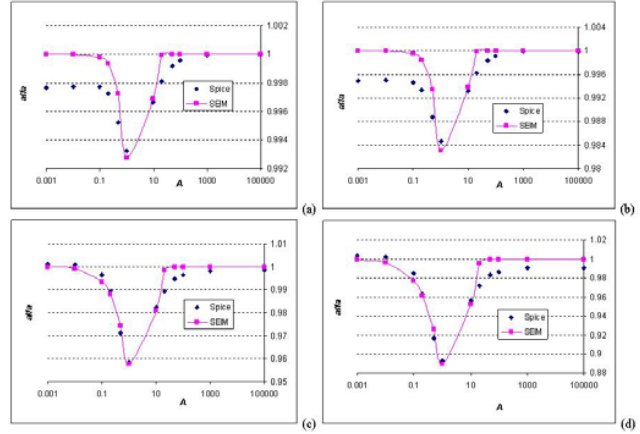 1.002
1
0.998
0.996
0.994
0.992
alfa
Spice
SEIM
0.001 0.1 10 1000 100000
A
(a)
1.004
1
0.996
0.992
0.988
0.984
0.98
alfa
Spice
SEIM
0.001 0.1 10 1000 100000
A
(b)
1.01
1
0.99
0.98
0.97
0.96
0.95
alfa
Spice
SEIM
0.001 0.1 10 1000 100000
A
(c)
1.02
1
0.98
0.96
0.94
0.92
0.9
0.88
alfa
Spice
SEIM
0.001 0.1 10 1000 100000
A
(d)